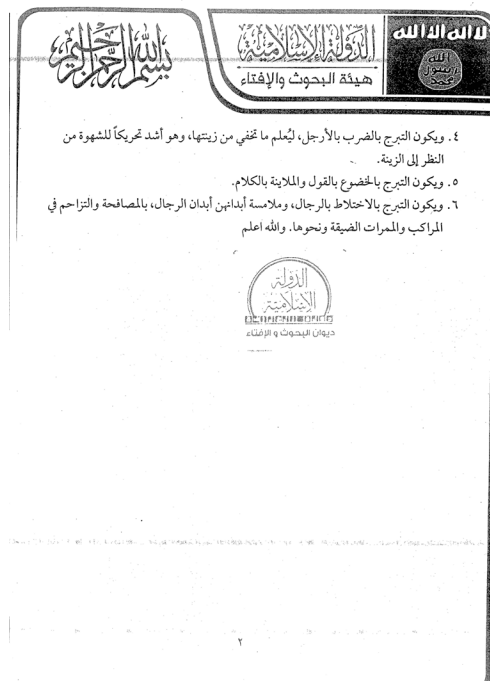 بسم الله الرحمن الرحيم
الدولة الإسلامية
هيئة البحوث والإفتاء
لا اله الا الله
الله
رسول
محمد
٤. ويكون التبرج بالضرب بالأرجل، ليُعلم ما تخفي من زينتها، وهو أشد تحريكاً للشهوة من
النظر إلى الزينة.
٥. ويكون التبرج بالخضوع بالقول والملاينة بالكلام.
٦. ويكون التبرج بالاختلاط بالرجال، وملامسة أبدانهن أبدان الرجال، بالمصافحة والتزاحم في
المراكب والممرات الضيقة ونحوها. والله اعلم
الدولة
الإسلامية
ديوان البحوث و الإفتاء
٢